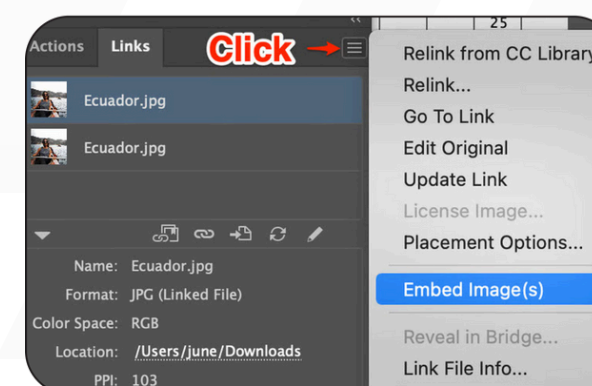 25
Actions Links Click
Ecuador.jpg
Ecuador.jpg
Name: Ecuador.jpg
Format: JPG (Linked File)
Color Space: RGB
Location: /Users/june/Downloads
PPI: 103
Relink from CC Library
Relink...
Go To Link
Edit Original
Update Link
License Image...
Placement Options...
Embed Image(s)
Reveal in Bridge...
Link File Info...